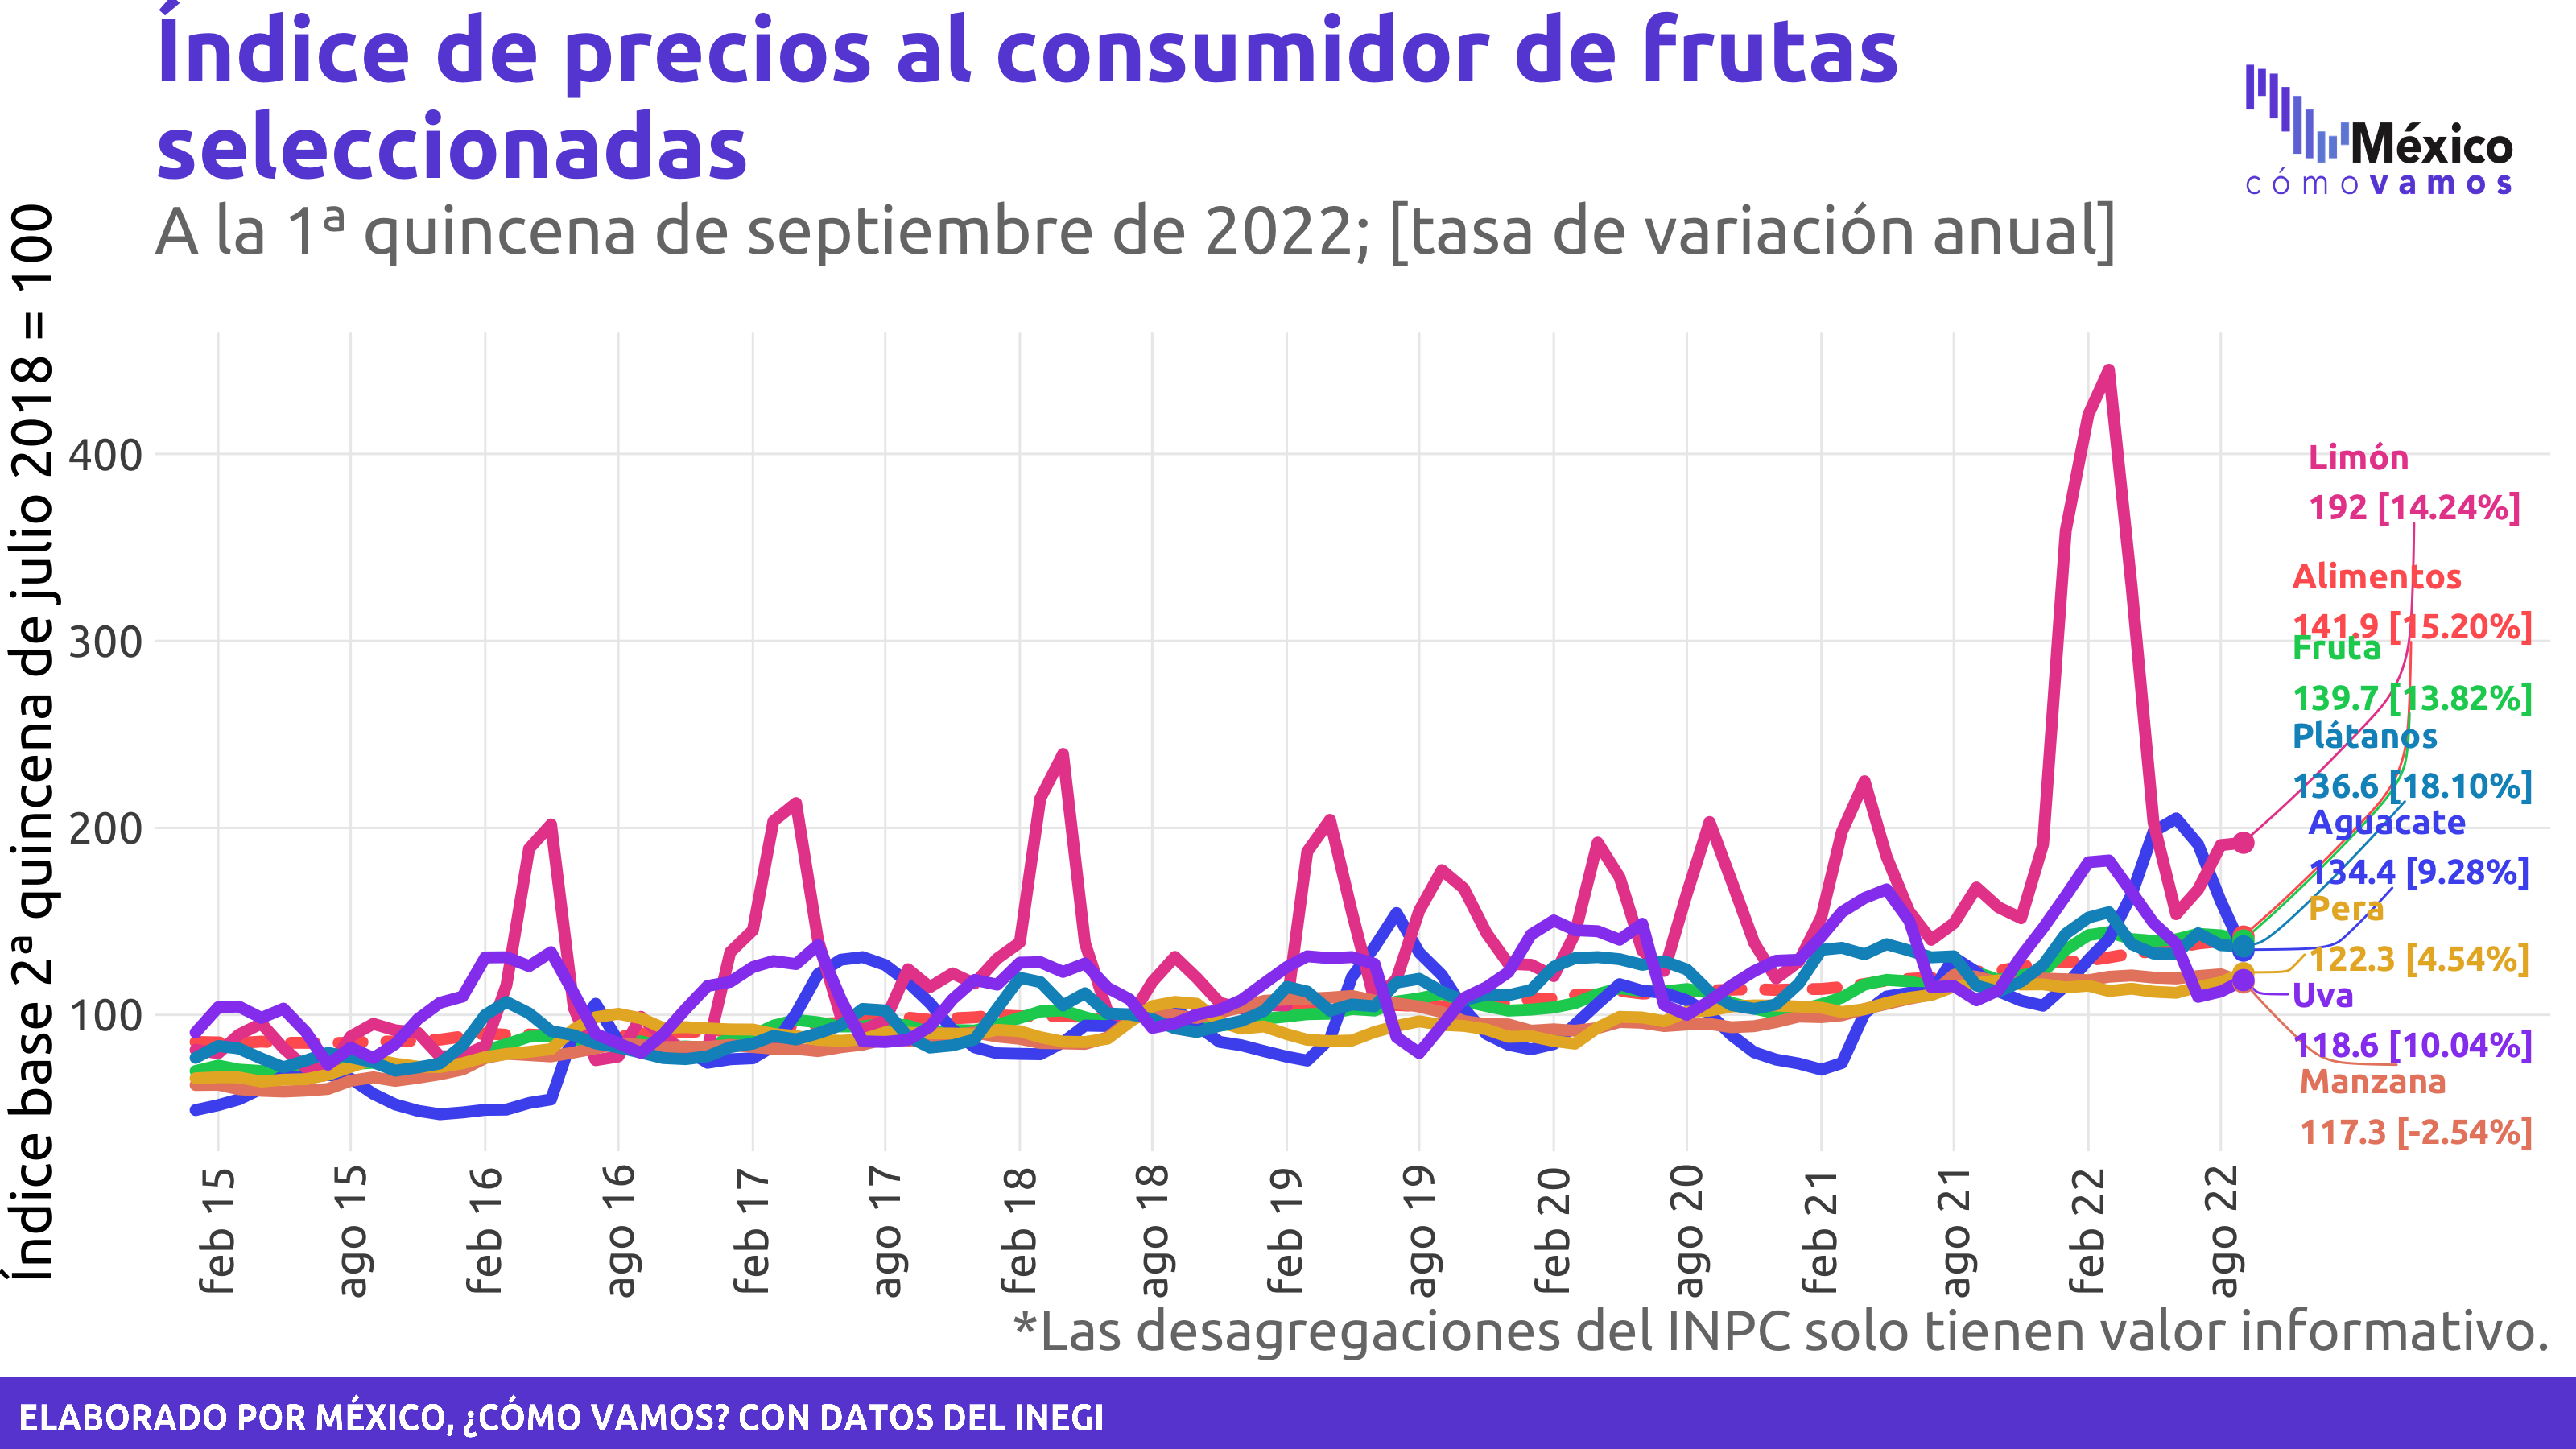 Índice de precios al consumidor de frutas
seleccionadas
A la 1ª quincena de septiembre de 2022; [tasa de variación anual]
México
cómo vamos
Índice base 2ª quincena de julio 2018 = 100
400
300
200
100
Limón
192 [14.24%]
Alimentos
141.9 [15.20%]
Fruta
139.7 [13.82%]
Plátanos
136.6 [18.10%]
Aguacate
134.4 [9.28%]
Pera
122.3 [4.54%]
Uva
118.6 [10.04%]
Manzana
117.3 [-2.54%]
feb 15
ago 15
feb 16
ago 16
feb 17
ago 17
feb 18
ago 18
feb 19
ago 19
feb 20
ago 20
feb 21
ago 21
feb 22
ago 22
*Las desagregaciones del INPC solo tienen valor informativo.
ELABORADO POR MÉXICO, ¿CÓMO VAMOS? CON DATOS DEL INEGI